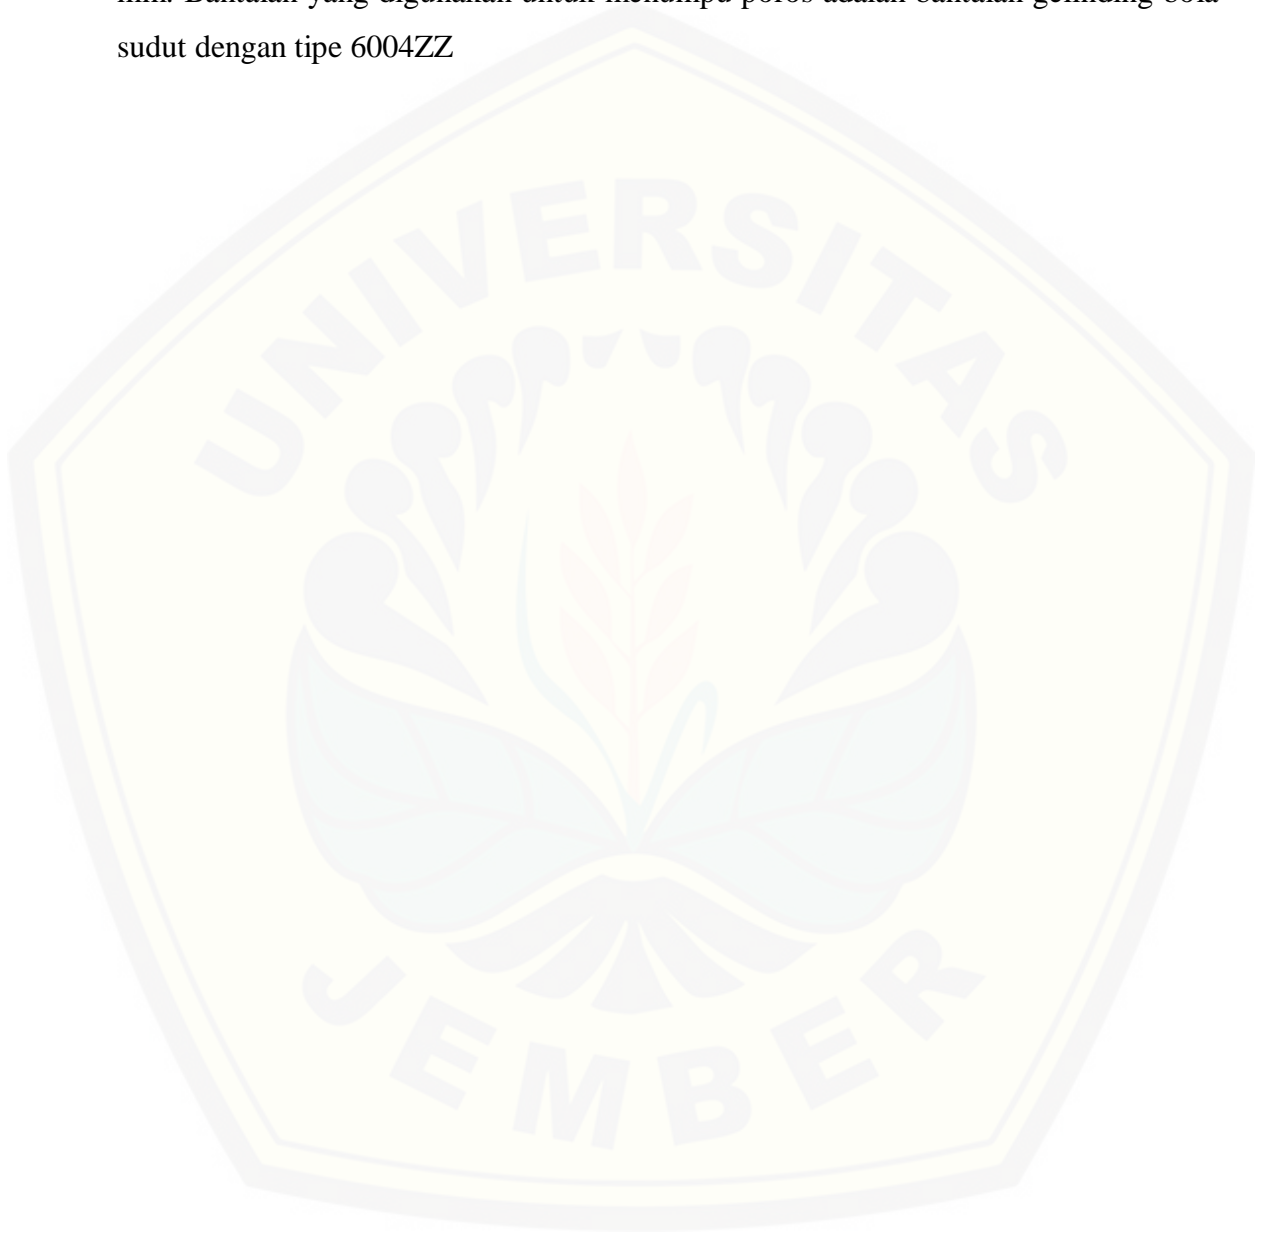 mm. Bantalan yang digunakan untuk menumpu poros adalah bantalan gelinding bola
sudut dengan tipe 6004ZZ
UNIVERSITAS
JEMBER